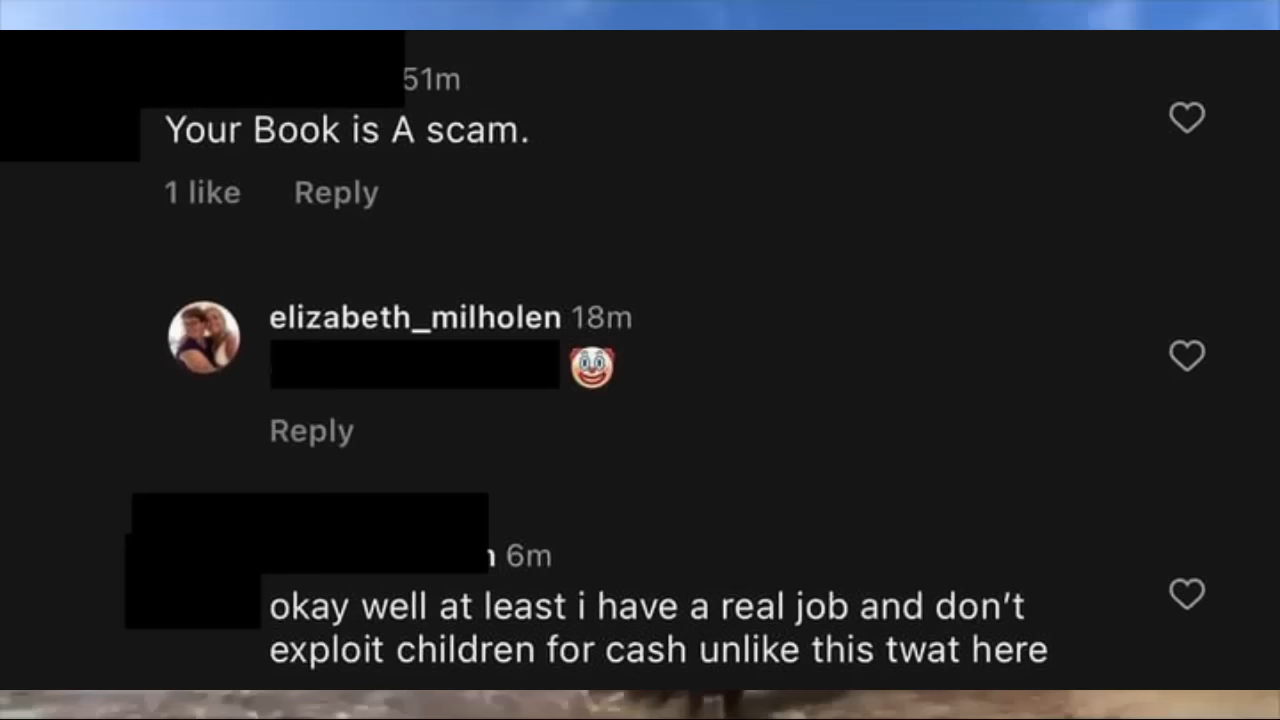 51m
Your Book is A scam.
1 like Reply
elizabeth_milholen 18m
🤡
Reply
6m
okay well at least i have a real job and don't
exploit children for cash unlike this twat here